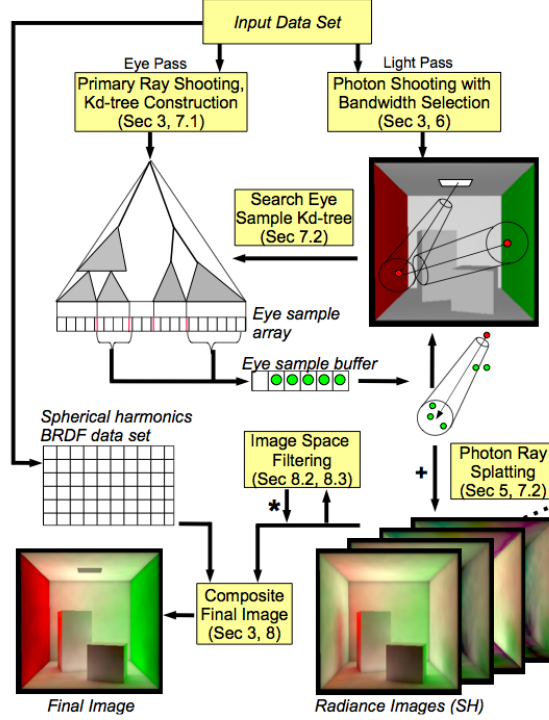 Input Data Set
Eye Pass
Light Pass
Primary Ray Shooting,
Kd-tree Construction
(Sec 3, 7.1)
Photon Shooting with
Bandwidth Selection
(Sec 3, 6)
Search Eye
Sample Kd-tree
(Sec 7.2)
Eye sample
array
Eye sample buffer
Spherical harmonics
BRDF data set
Image Space
Filtering
(Sec 8.2, 8.3)
*
+
Photon Ray
Splatting
(Sec 5, 7.2)
Composite
Final Image
(Sec 3, 8)
Final Image
Radiance Images (SH)